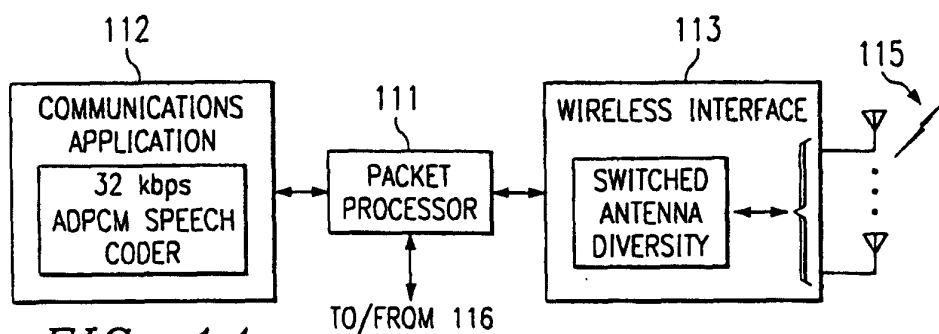 112
COMMUNICATIONS
APPLICATION
32 kbps
ADPCM SPEECH
CODER
111
PACKET
PROCESSOR
TO/FROM 116
113
WIRELESS INTERFACE
SWITCHED
ANTENNA
DIVERSITY
115